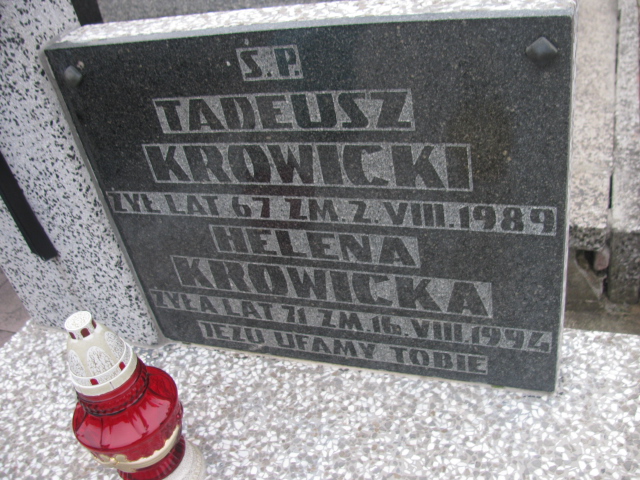 Ś.P.
TADEUSZ
KROWICKI
ŻYŁ LAT 67 ZM. 2. VIII. 1989
HELENA
KROWICKA
ŻYŁA LAT 71 ZM. 16. VIII. 1994.
JEZU UFAMY TOBIE